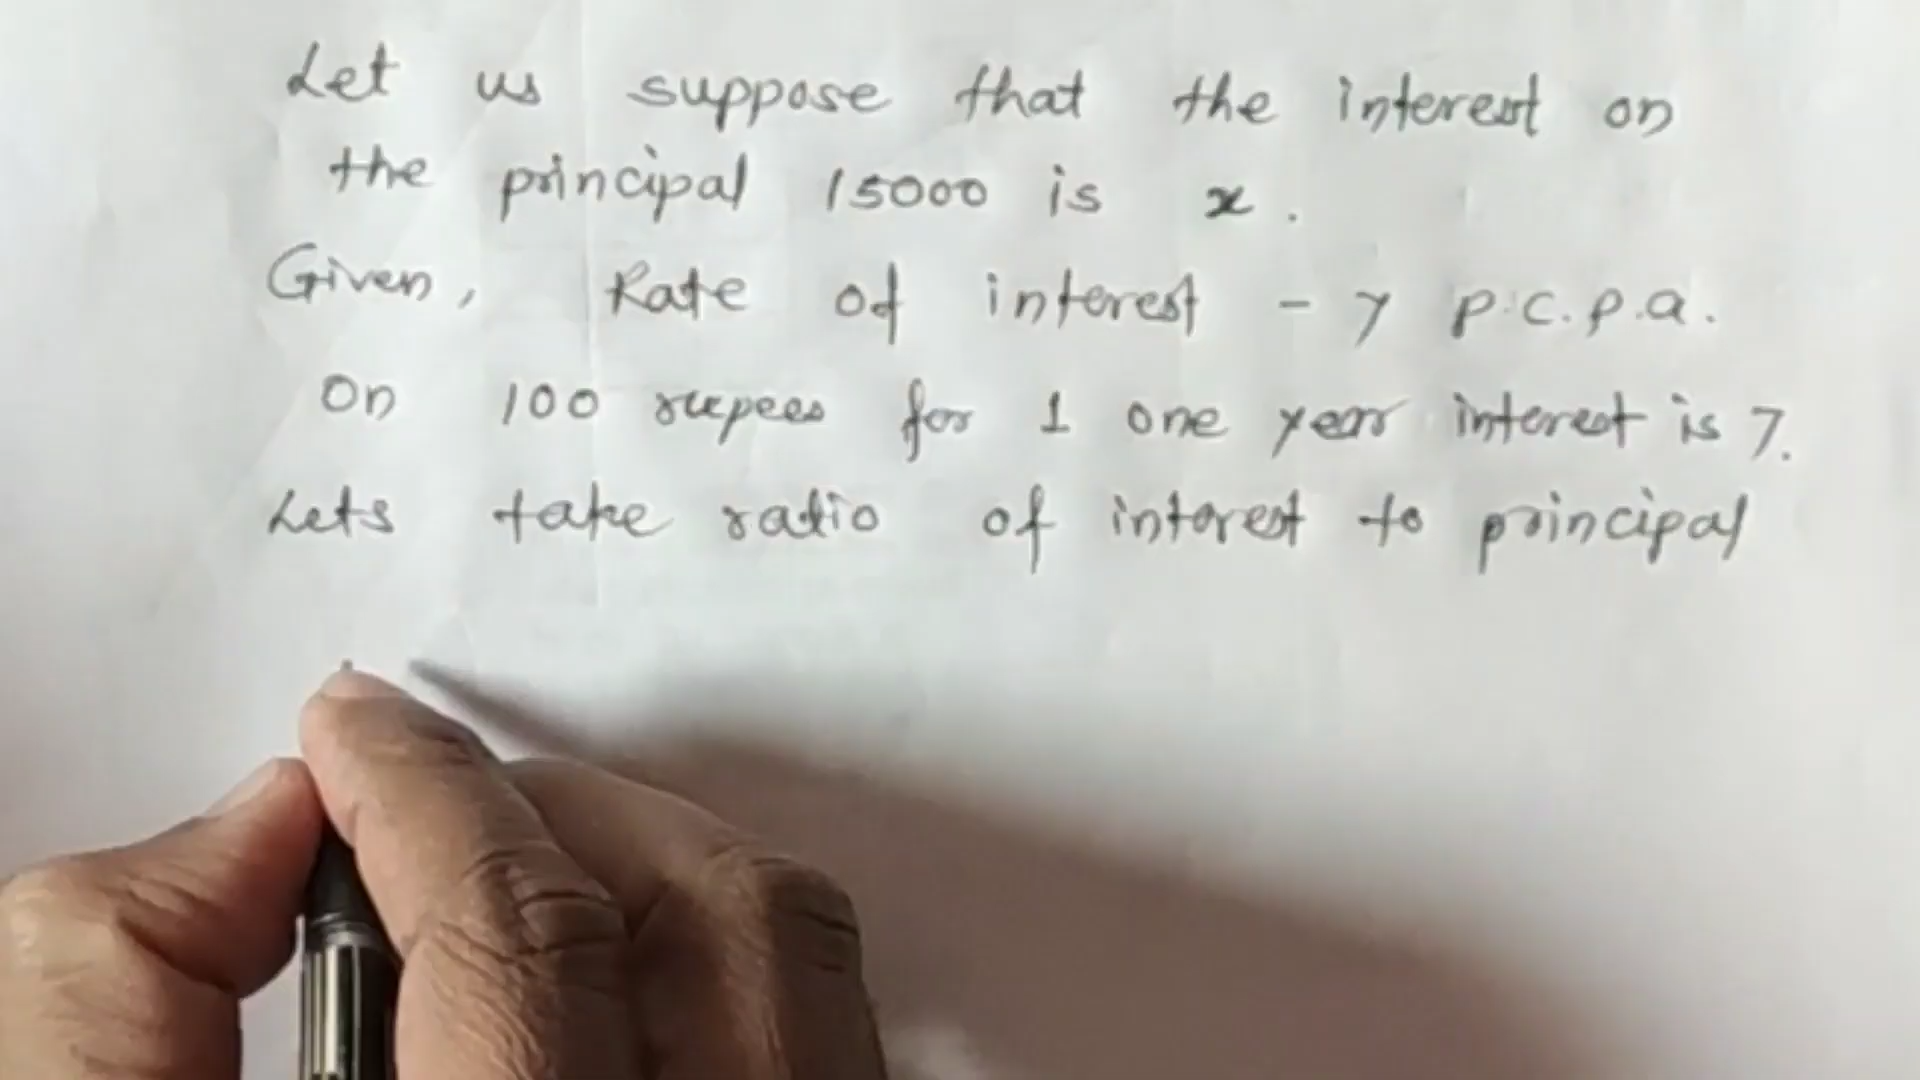 Let us suppose that the interest on
the principal 15000 is x.
Given, Rate of interest - 7 p.c.p.a.
On 100 rupees for 1 one year interest is 7.
Lets take ratio of interest to principal